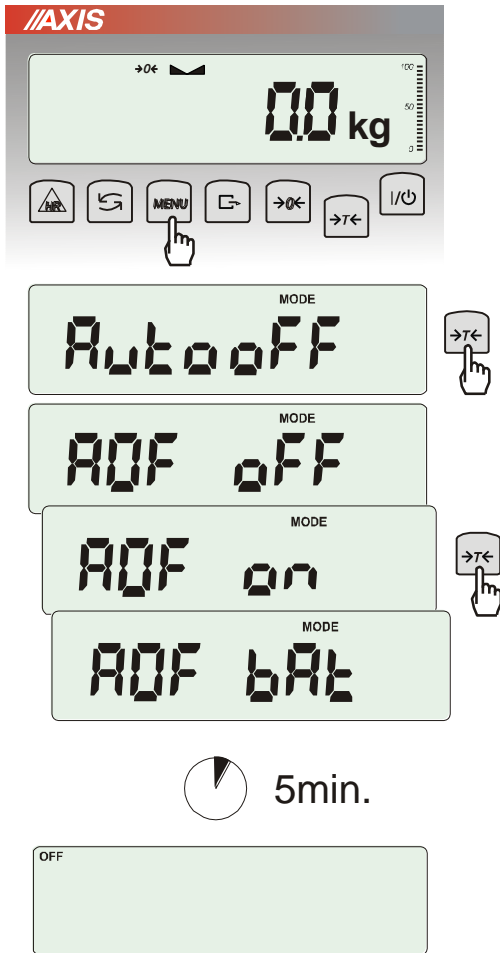 //AXIS
→0← 100
50
0.0 kg
0
HR MENU →0← →T← I/⏻
MODE
Autooff
→T←
MODE
AOF oFF
MODE
AOF on
→T←
MODE
AOF bAt
5min.
OFF